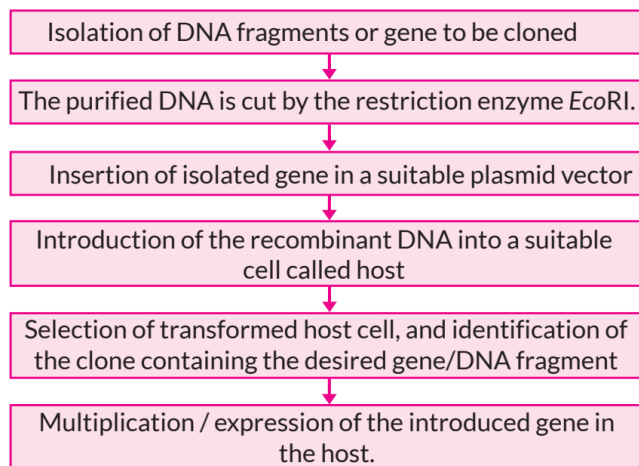 Isolation of DNA fragments or gene to be cloned
The purified DNA is cut by the restriction enzyme EcoRI.
Insertion of isolated gene in a suitable plasmid vector
Introduction of the recombinant DNA into a suitable
cell called host
Selection of transformed host cell, and identification of
the clone containing the desired gene/DNA fragment
Multiplication / expression of the introduced gene in
the host.